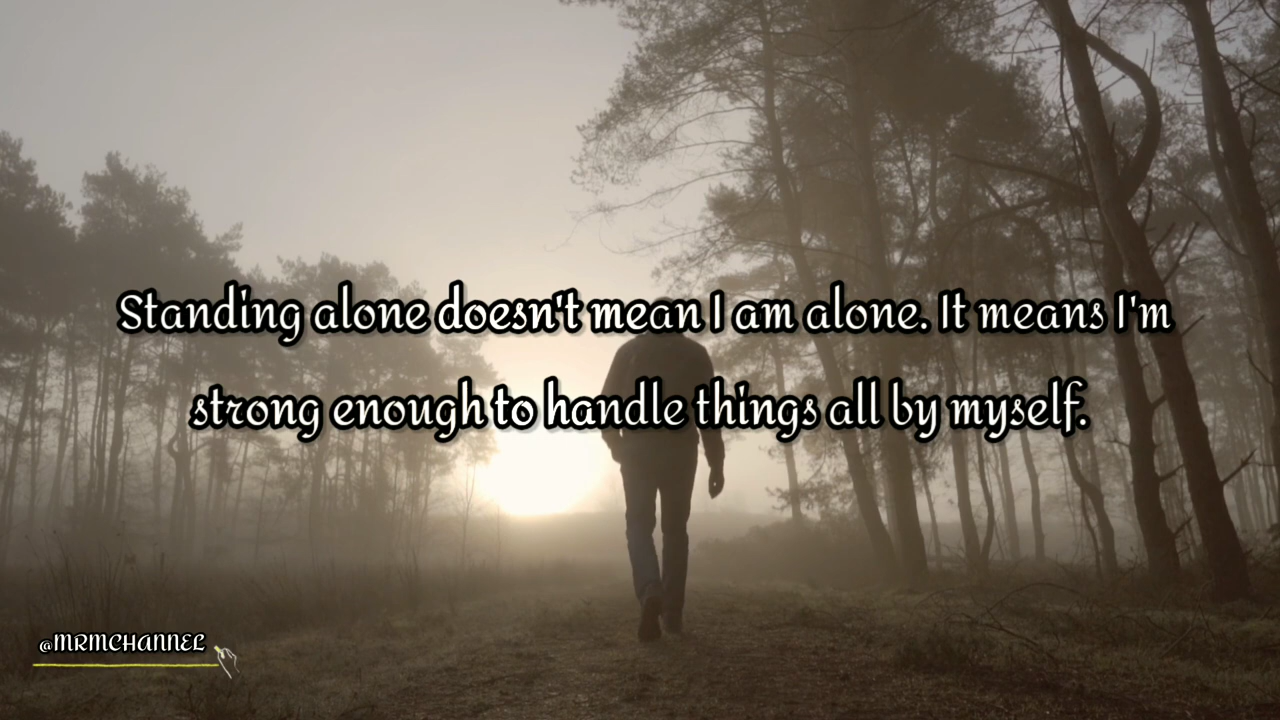 Standing alone doesn't mean I am alone. It means I'm
strong enough to handle things all by myself.
@MRMCHANNEL